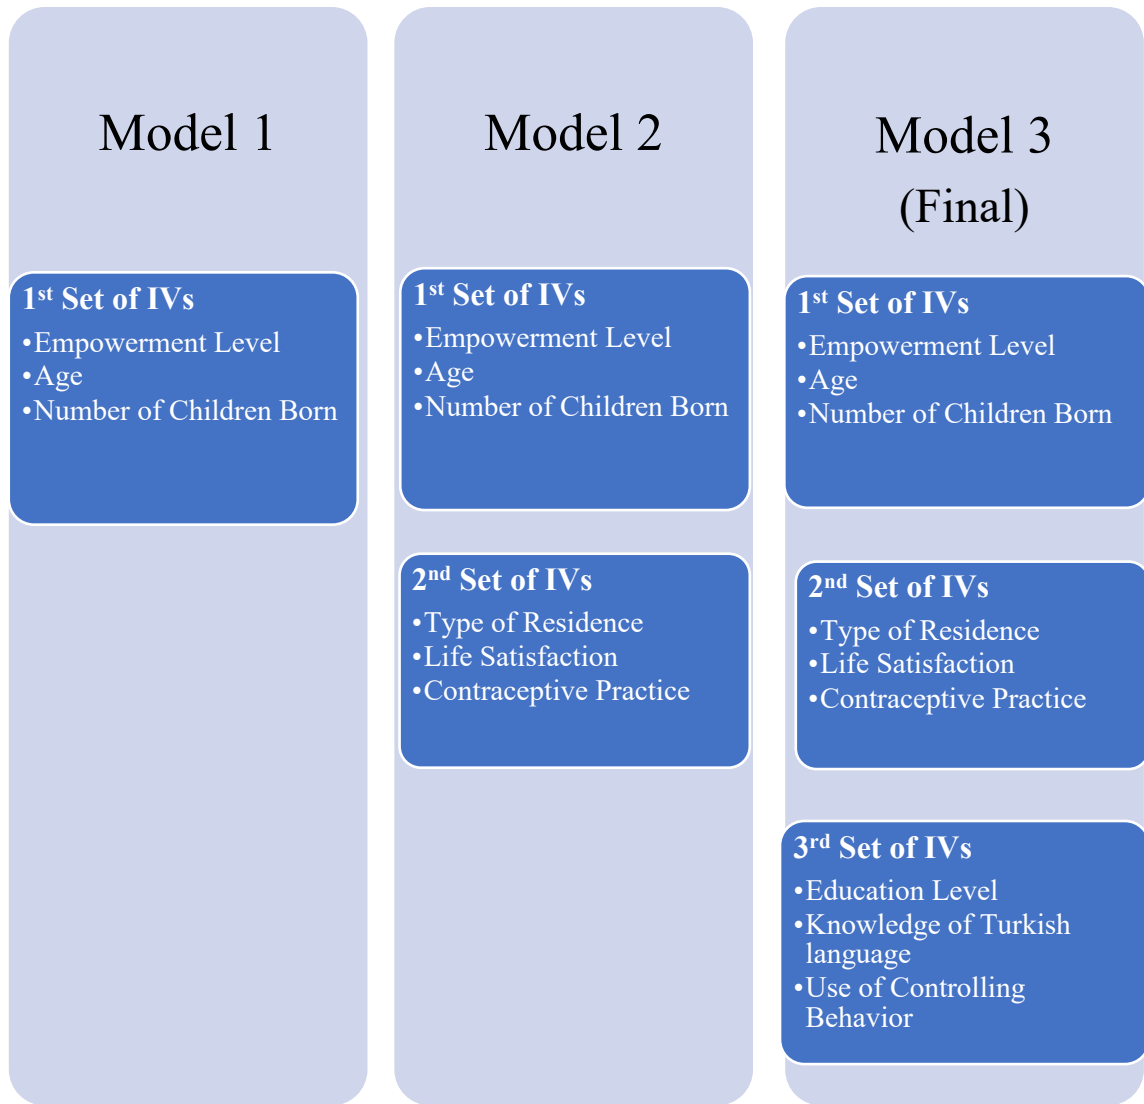 Model 1
1st Set of IVs
•Empowerment Level
•Age
•Number of Children Born
Model 2
1st Set of IVs
•Empowerment Level
•Age
•Number of Children Born
2nd Set of IVs
•Type of Residence
•Life Satisfaction
•Contraceptive Practice
Model 3
(Final)
1st Set of IVs
•Empowerment Level
•Age
•Number of Children Born
2nd Set of IVs
•Type of Residence
•Life Satisfaction
•Contraceptive Practice
3rd Set of IVs
•Education Level
•Knowledge of Turkish
language
•Use of Controlling
Behavior